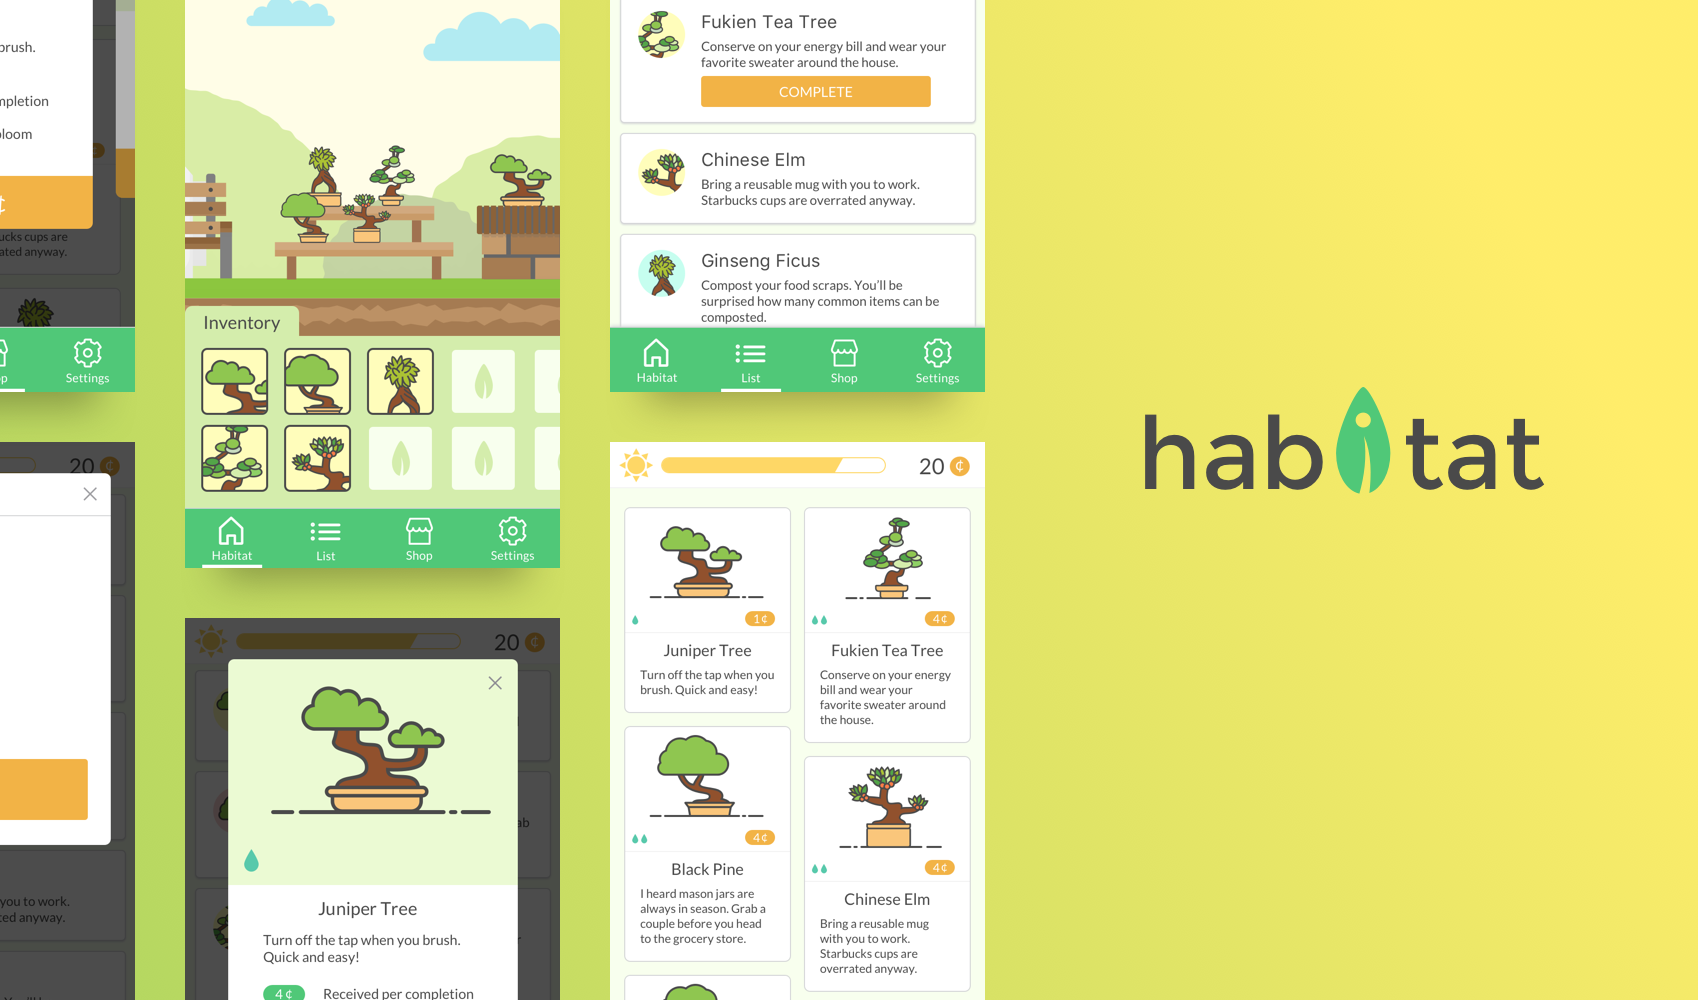 brush.
completion
bloom
¢
ucks cups are
ated anyway.
Settings
20 ¢
you to work.
ted anyway.
Inventory
Habitat
List
Shop
Settings
20 ¢
Juniper Tree
Turn off the tap when you brush.
Quick and easy!
4 ¢ Received per completion
Fukien Tea Tree
Conserve on your energy bill and wear your
favorite sweater around the house.
COMPLETE
Chinese Elm
Bring a reusable mug with you to work.
Starbucks cups are overrated anyway.
Ginseng Ficus
Compost your food scraps. You'll be
surprised how many common items can be
composted.
Habitat
List
Shop
Settings
20 ¢
1 ¢
Juniper Tree
Turn off the tap when you
brush. Quick and easy!
4 ¢
Fukien Tea Tree
Conserve on your energy
bill and wear your
favorite sweater around
the house.
4 ¢
Black Pine
I heard mason jars are
always in season. Grab a
couple before you head
to the grocery store.
4 ¢
Chinese Elm
Bring a reusable mug
with you to work.
Starbucks cups are
overrated anyway.
habitat